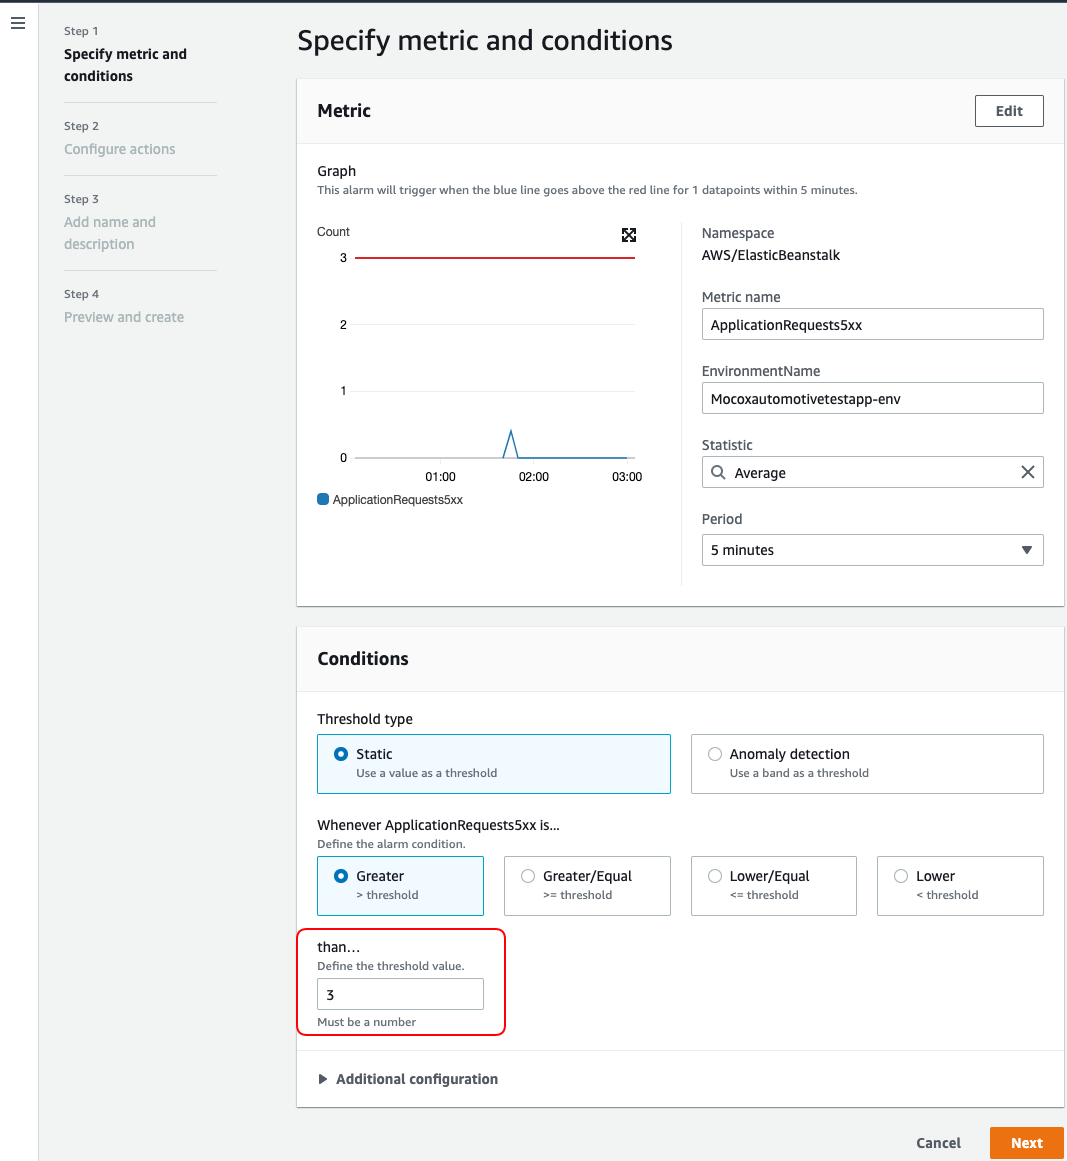 Step 1
Specify metric and
conditions
Step 2
Configure actions
Step 3
Add name and
description
Step 4
Preview and create
Specify metric and conditions
Metric
Edit
Graph
This alarm will trigger when the blue line goes above the red line for 1 datapoints within 5 minutes.
Count
3
2
1
0
01:00 02:00 03:00
ApplicationRequests5xx
Namespace
AWS/ElasticBeanstalk
Metric name
ApplicationRequests5xx
EnvironmentName
Mocoxautomotivetestapp-env
Statistic
Average
Period
5 minutes
Conditions
Threshold type
Static
Use a value as a threshold
Anomaly detection
Use a band as a threshold
Whenever ApplicationRequests5xx is...
Define the alarm condition.
Greater
> threshold
Greater/Equal
>= threshold
Lower/Equal
<= threshold
Lower
< threshold
than...
Define the threshold value.
3
Must be a number
Additional configuration
Cancel
Next